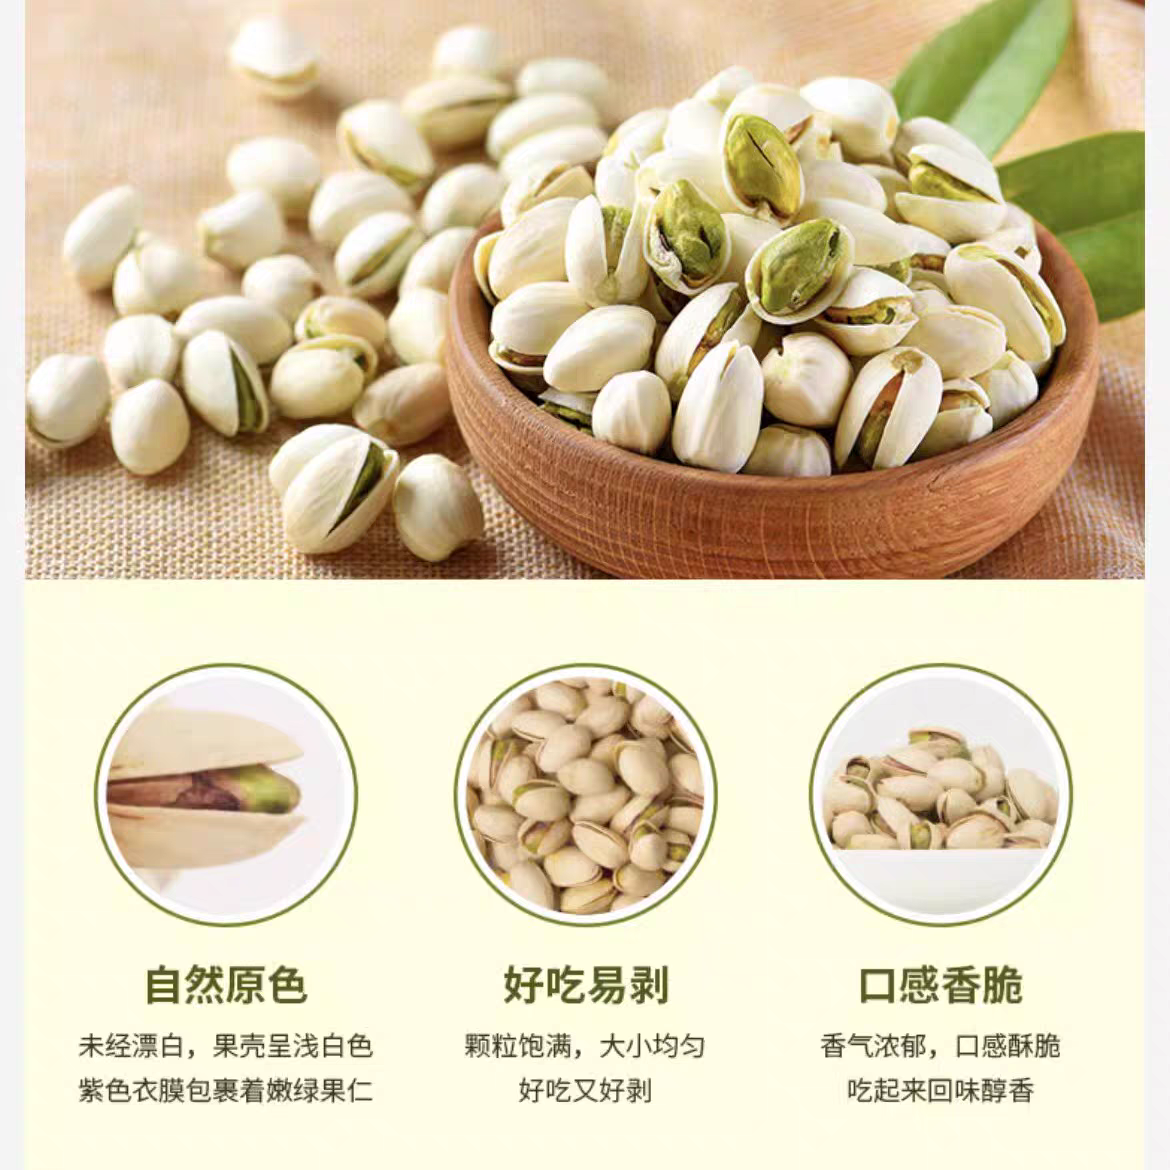 自然原色
未经漂白，果壳呈浅白色
紫色衣膜包裹着嫩绿果仁
好吃易剥
颗粒饱满，大小均匀
好吃又好剥
口感香脆
香气浓郁，口感酥脆
吃起来回味醇香